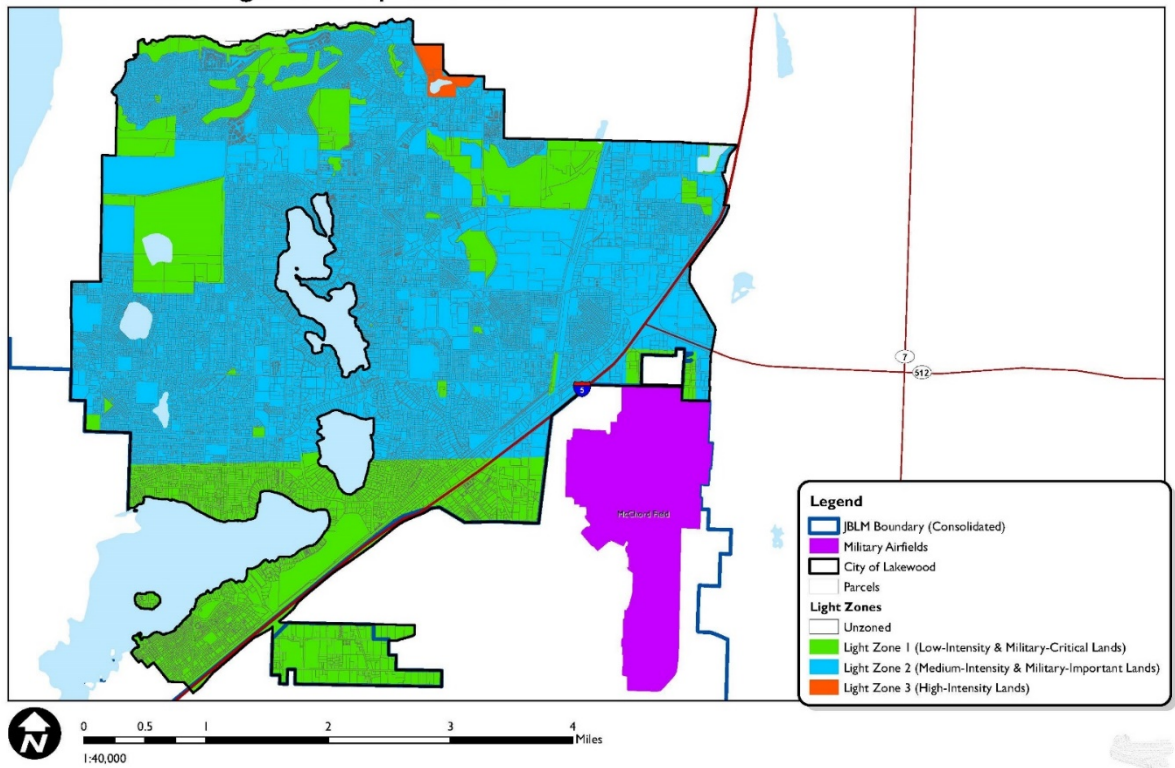 7
512
5
McChord Field
Legend
JBLM Boundary (Consolidated)
Military Airfields
City of Lakewood
Parcels
Light Zones
Unzoned
Light Zone 1 (Low-Intensity & Military-Critical Lands)
Light Zone 2 (Medium-Intensity & Military-Important Lands)
Light Zone 3 (High-Intensity Lands)
N
0 0.5 1 2 3 4
Miles
1:40,000